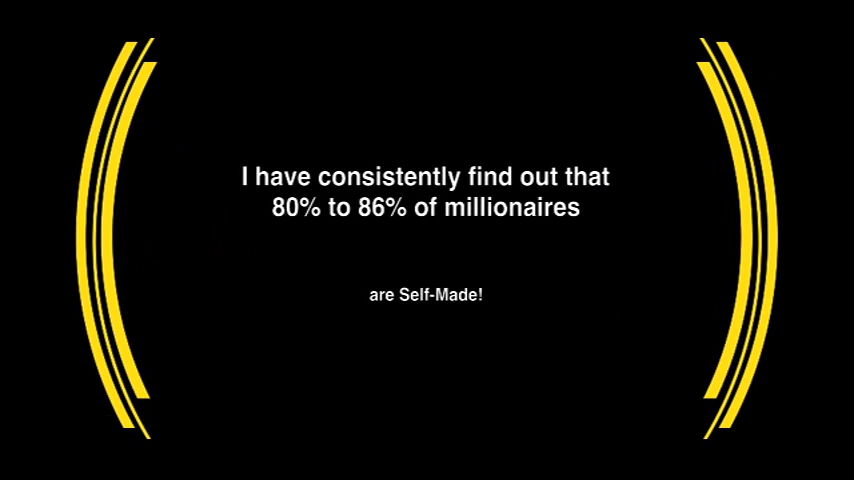 I have consistently find out that
80% to 86% of millionaires
are Self-Made!